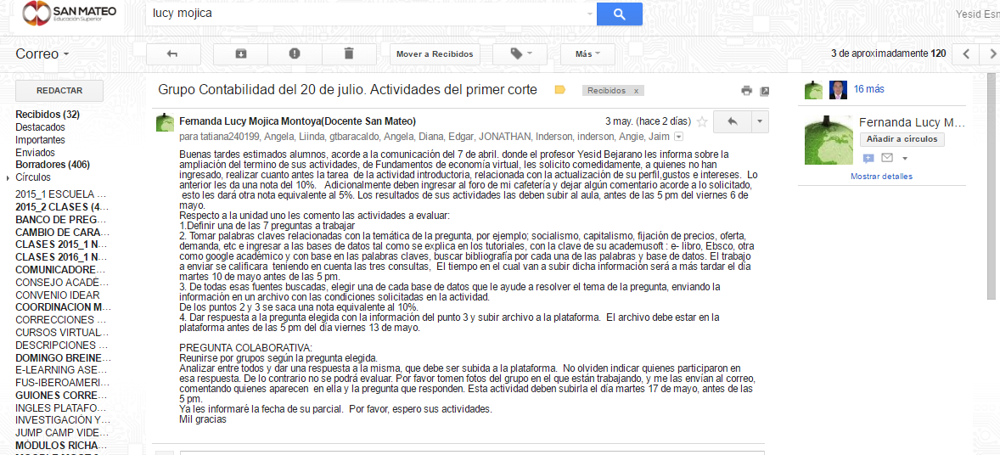 SAN MATEO
Educación Superior
lucy mojica
Yesid Esn
Correo
Mover a Recibidos
Más
3 de aproximadamente 120
REDACTAR
Recibidos (32)
Destacados
Importantes
Enviados
Borradores (406)
Círculos
2015_1 ESCUELA ...
2015_2 CLASES (4...
BANCO DE PREG...
CAMBIO DE CARA...
CLASES 2015_1 N...
CLASES 2016_1 N...
COMUNICADORE...
CONSEJO ACADÉ...
CONVENIO IDEAR
COORDINACION M...
CORRECCIONES ...
CURSOS VIRTUAL...
DESCRIPCIONES ...
DOMINGO BREINE...
E-LEARNING ASE...
FUS-IBEROAMERI...
GUIONES CORRE...
INGLES PLATAFO...
INVESTIGACIÓN Y...
JUMP CAMP VIDE...
MÓDULOS RICHA...
Grupo Contabilidad del 20 de julio. Actividades del primer corte
Recibidos x
Fernanda Lucy Mojica Montoya(Docente San Mateo)
3 may. (hace 2 días)
para tatiana240199, Angela, Liinda, gtbaracaldo, Angela, Diana, Edgar, JONATHAN, Inderson, inderson, Angie, Jaim
Buenas tardes estimados alumnos, acorde a la comunicación del 7 de abril. donde el profesor Yesid Bejarano les informa sobre la
ampliación del termino de sus actividades, de Fundamentos de economía virtual, les solicito comedidamente, a quienes no han
ingresado, realizar cuanto antes la tarea de la actividad introductoria, relacionada con la actualización de su perfil,gustos e intereses. Lo
anterior les da una nota del 10%. Adicionalmente deben ingresar al foro de mi cafetería y dejar algún comentario acorde a lo solicitado,
esto les dará otra nota equivalente al 5%. Los resultados de sus actividades las deben subir al aula, antes de las 5 pm del viernes 6 de
mayo.
Respecto a la unidad uno les comento las actividades a evaluar:
1.Definir una de las 7 preguntas a trabajar
2. Tomar palabras claves relacionadas con la temática de la pregunta, por ejemplo; socialismo, capitalismo, fijación de precios, oferta,
demanda, etc e ingresar a las bases de datos tal como se explica en los tutoriales, con la clave de su academusoft : e- libro, Ebsco, otra
como google académico y con base en las palabras claves, buscar bibliografía por cada una de las palabras y base de datos. El trabajo
a enviar se calificara teniendo en cuenta las tres consultas, El tiempo en el cual van a subir dicha información será a más tardar el día
martes 10 de mayo antes de las 5 pm.
3. De todas esas fuentes buscadas, elegir una de cada base de datos que le ayude a resolver el tema de la pregunta, enviando la
información en un archivo con las condiciones solicitadas en la actividad.
De los puntos 2 y 3 se saca una nota equivalente al 10%.
4. Dar respuesta a la pregunta elegida con la información del punto 3 y subir archivo a la plataforma. El archivo debe estar en la
plataforma antes de las 5 pm del día viernes 13 de mayo.
PREGUNTA COLABORATIVA:
Reunirse por grupos según la pregunta elegida.
Analizar entre todos y dar una respuesta a la misma, que debe ser subida a la plataforma. No olviden indicar quienes participaron en
esa respuesta. De lo contrario no se podrá evaluar. Por favor tomen fotos del grupo en el que están trabajando, y me las envían al correo,
comentando quienes aparecen en ella y la pregunta que responden. Esta actividad deben subirla el día martes 17 de mayo, antes de las
5 pm.
Ya les informaré la fecha de su parcial. Por favor, espero sus actividades.
Mil gracias
16 más
Fernanda Lucy M...
Añadir a círculos
Mostrar detalles